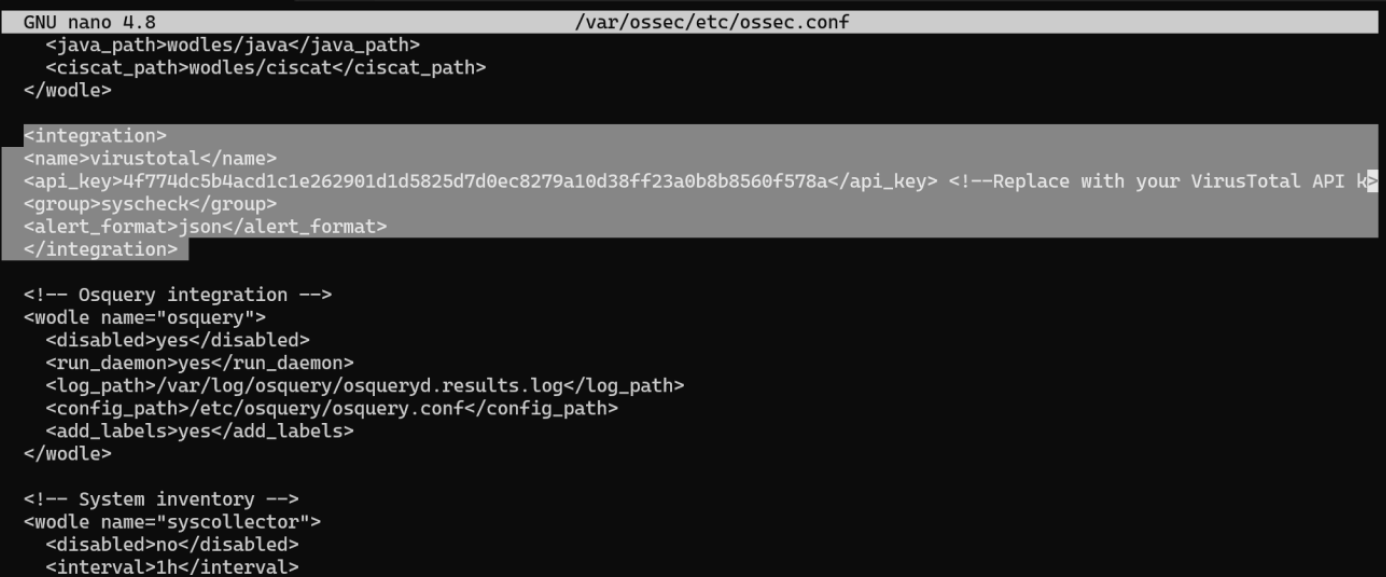 GNU nano 4.8 /var/ossec/etc/ossec.conf
<java_path>wodles/java</java_path>
<ciscat_path>wodles/ciscat</ciscat_path>
</wodle>
<integration>
<name>virustotal</name>
<api_key>4f774dc5b4acd1c1e262901d1d5825d7d0ec8279a10d38ff23a0b8b8560f578a</api_key> <!--Replace with your VirusTotal API k>
<group>syscheck</group>
<alert_format>json</alert_format>
</integration>
<!-- Osquery integration -->
<wodle name="osquery">
<disabled>yes</disabled>
<run_daemon>yes</run_daemon>
<log_path>/var/log/osquery/osqueryd.results.log</log_path>
<config_path>/etc/osquery/osquery.conf</config_path>
<add_labels>yes</add_labels>
</wodle>
<!-- System inventory -->
<wodle name="syscollector">
<disabled>no</disabled>
<interval>1h</interval>